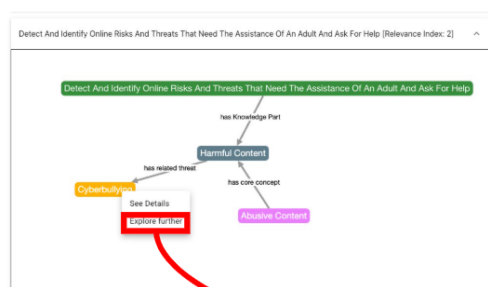 Detect And Identify Online Risks And Threats That Need The Assistance Of An Adult And Ask For Help [Relevance Index: 2]
Detect And Identify Online Risks And Threats That Need The Assistance Of An Adult And Ask For Help
has Knowledge Part
Harmful Content
has related threat
has core concept
Cyberbullying
See Details
Abusive Content
Explore further